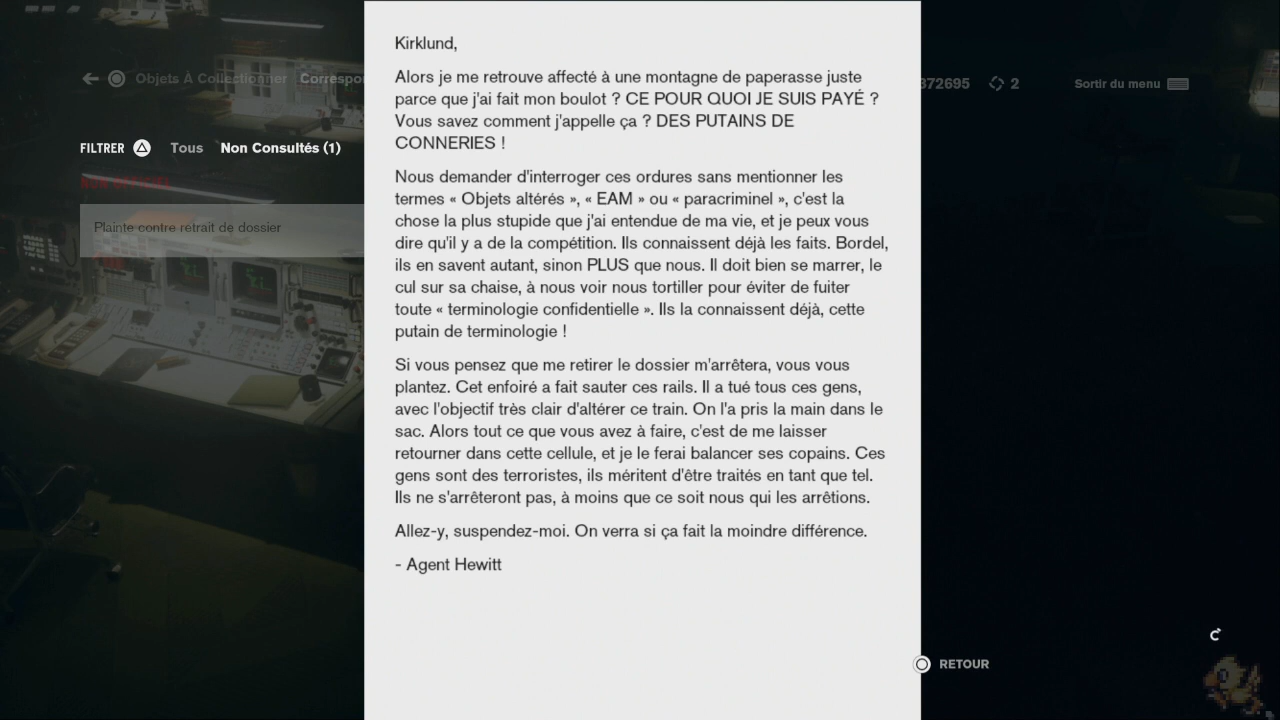 Objets À Collectionner Correspo
372695 2
Sortir du menu
FILTRER Tous Non Consultés (1)
Plainte contre retrait de dossier
Kirklund,
Alors je me retrouve affecté à une montagne de paperasse juste
parce que j'ai fait mon boulot ? CE POUR QUOI JE SUIS PAYÉ ?
Vous savez comment j'appelle ça ? DES PUTAINS DE
CONNERIES !
Nous demander d'interroger ces ordures sans mentionner les
termes « Objets altérés », « EAM » ou « paracriminel », c'est la
chose la plus stupide que j'ai entendue de ma vie, et je peux vous
dire qu'il y a de la compétition. Ils connaissent déjà les faits. Bordel,
ils en savent autant, sinon PLUS que nous. Il doit bien se marrer, le
cul sur sa chaise, à nous voir nous tortiller pour éviter de fuiter
toute « terminologie confidentielle ». Ils la connaissent déjà, cette
putain de terminologie !
Si vous pensez que me retirer le dossier m'arrêtera, vous vous
plantez. Cet enfoiré a fait sauter ces rails. Il a tué tous ces gens,
avec l'objectif très clair d'altérer ce train. On l'a pris la main dans le
sac. Alors tout ce que vous avez à faire, c'est de me laisser
retourner dans cette cellule, et je le ferai balancer ses copains. Ces
gens sont des terroristes, ils méritent d'être traités en tant que tel.
Ils ne s'arrêteront pas, à moins que ce soit nous qui les arrêtions.
Allez-y, suspendez-moi. On verra si ça fait la moindre différence.
- Agent Hewitt
RETOUR